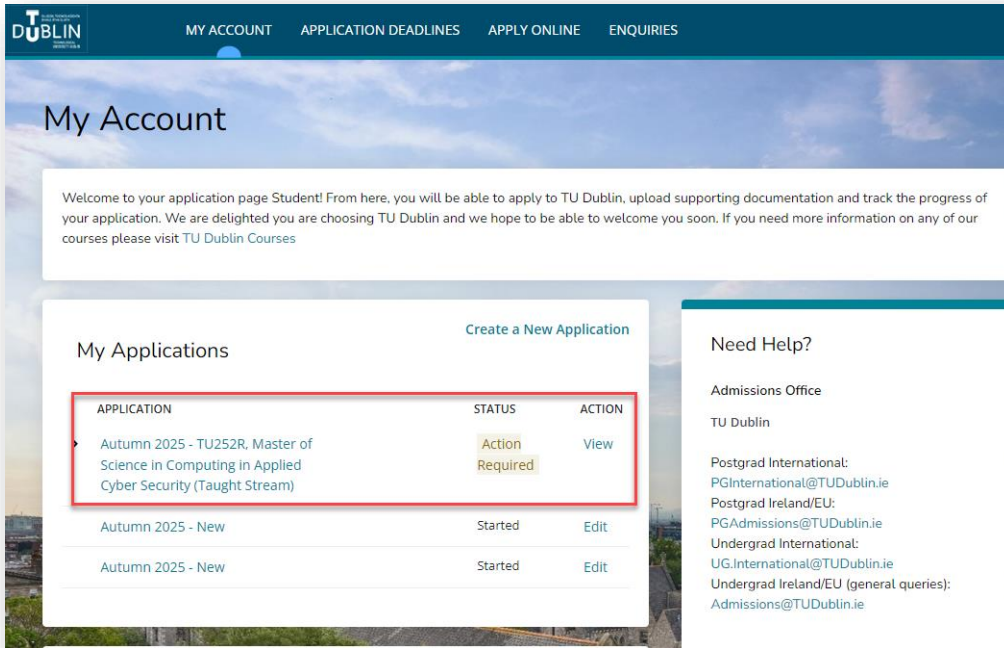 DUBLIN
MY ACCOUNT APPLICATION DEADLINES APPLY ONLINE ENQUIRIES
My Account
Welcome to your application page Student! From here, you will be able to apply to TU Dublin, upload supporting documentation and track the progress of
your application. We are delighted you are choosing TU Dublin and we hope to be able to welcome you soon. If you need more information on any of our
courses please visit TU Dublin Courses
Create a New Application
My Applications
APPLICATION STATUS ACTION
Autumn 2025 - TU252R, Master of
Science in Computing in Applied
Cyber Security (Taught Stream)
Action
Required
View
Autumn 2025 - New Started Edit
Autumn 2025 - New Started Edit
Need Help?
Admissions Office
TU Dublin
Postgrad International:
PGInternational@TUDublin.ie
Postgrad Ireland/EU:
PGAdmissions@TUDublin.ie
Undergrad International:
UG.International@TUDublin.ie
Undergrad Ireland/EU (general queries):
Admissions@TUDublin.ie